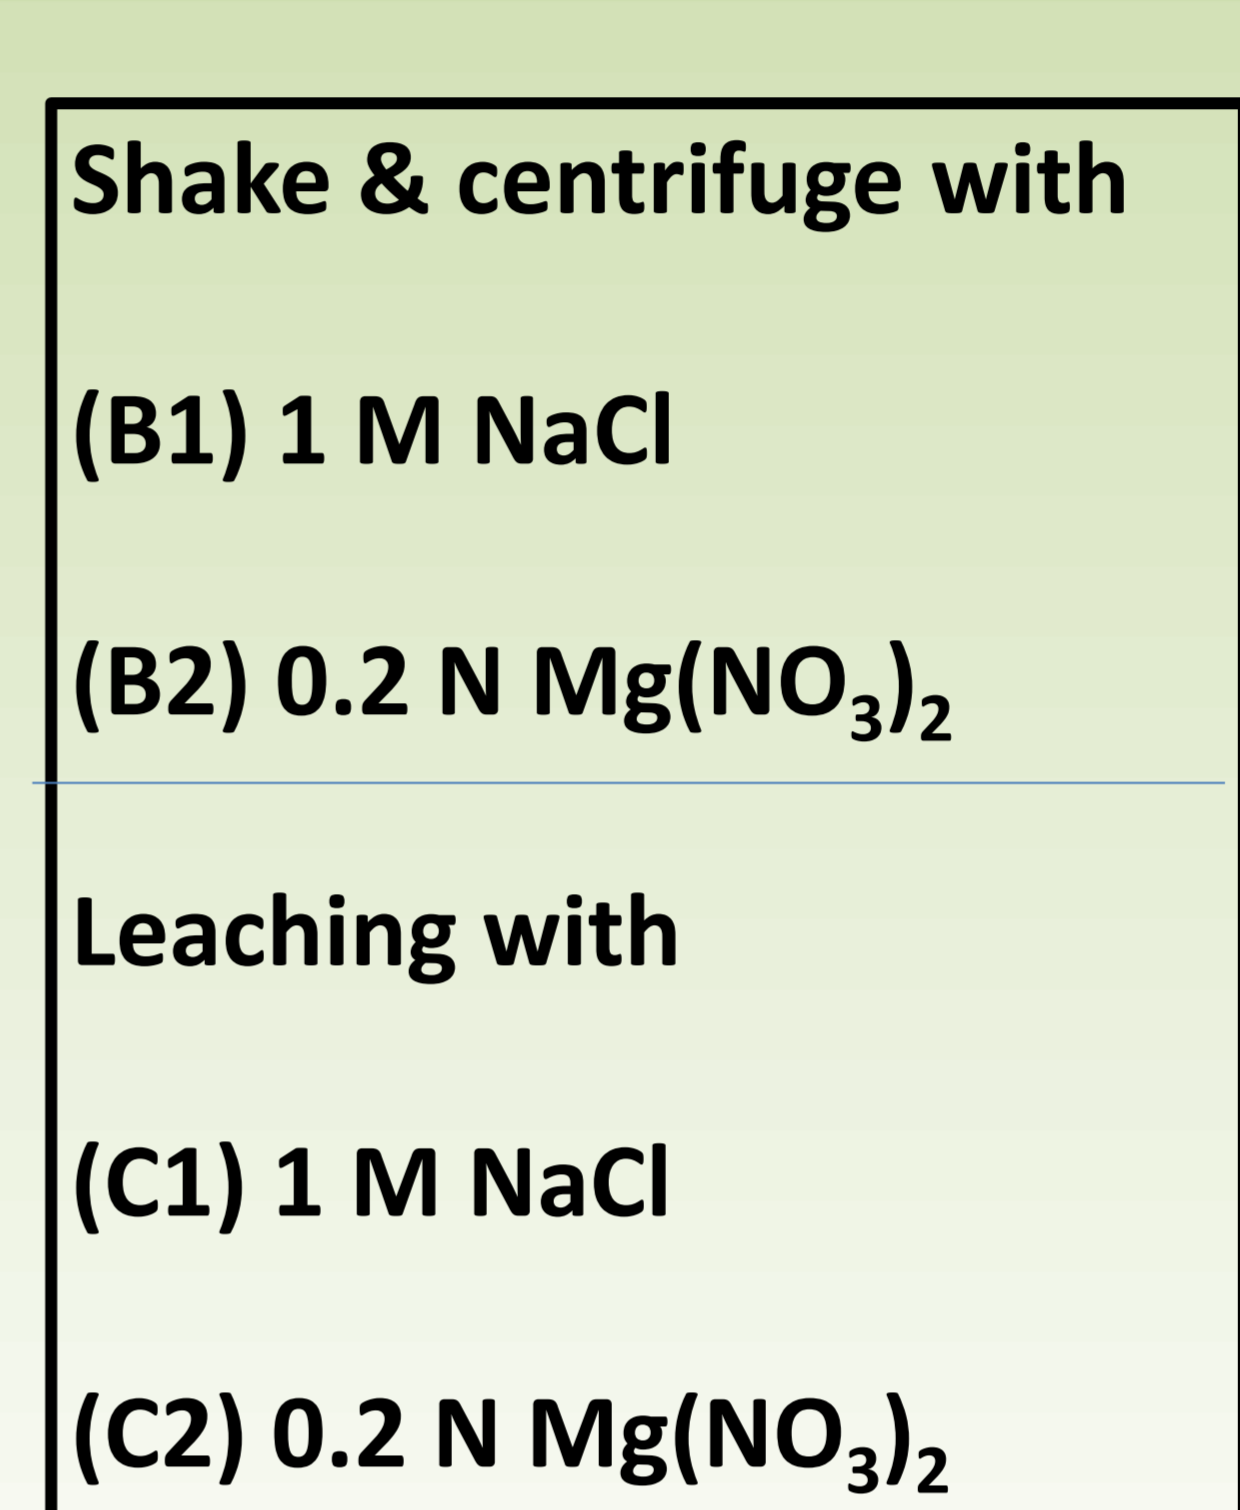 Shake & centrifuge with
(B1) 1 M NaCl
(B2) 0.2 N Mg(NO₃)₂
Leaching with
(C1) 1 M NaCl
(C2) 0.2 N Mg(NO₃)₂